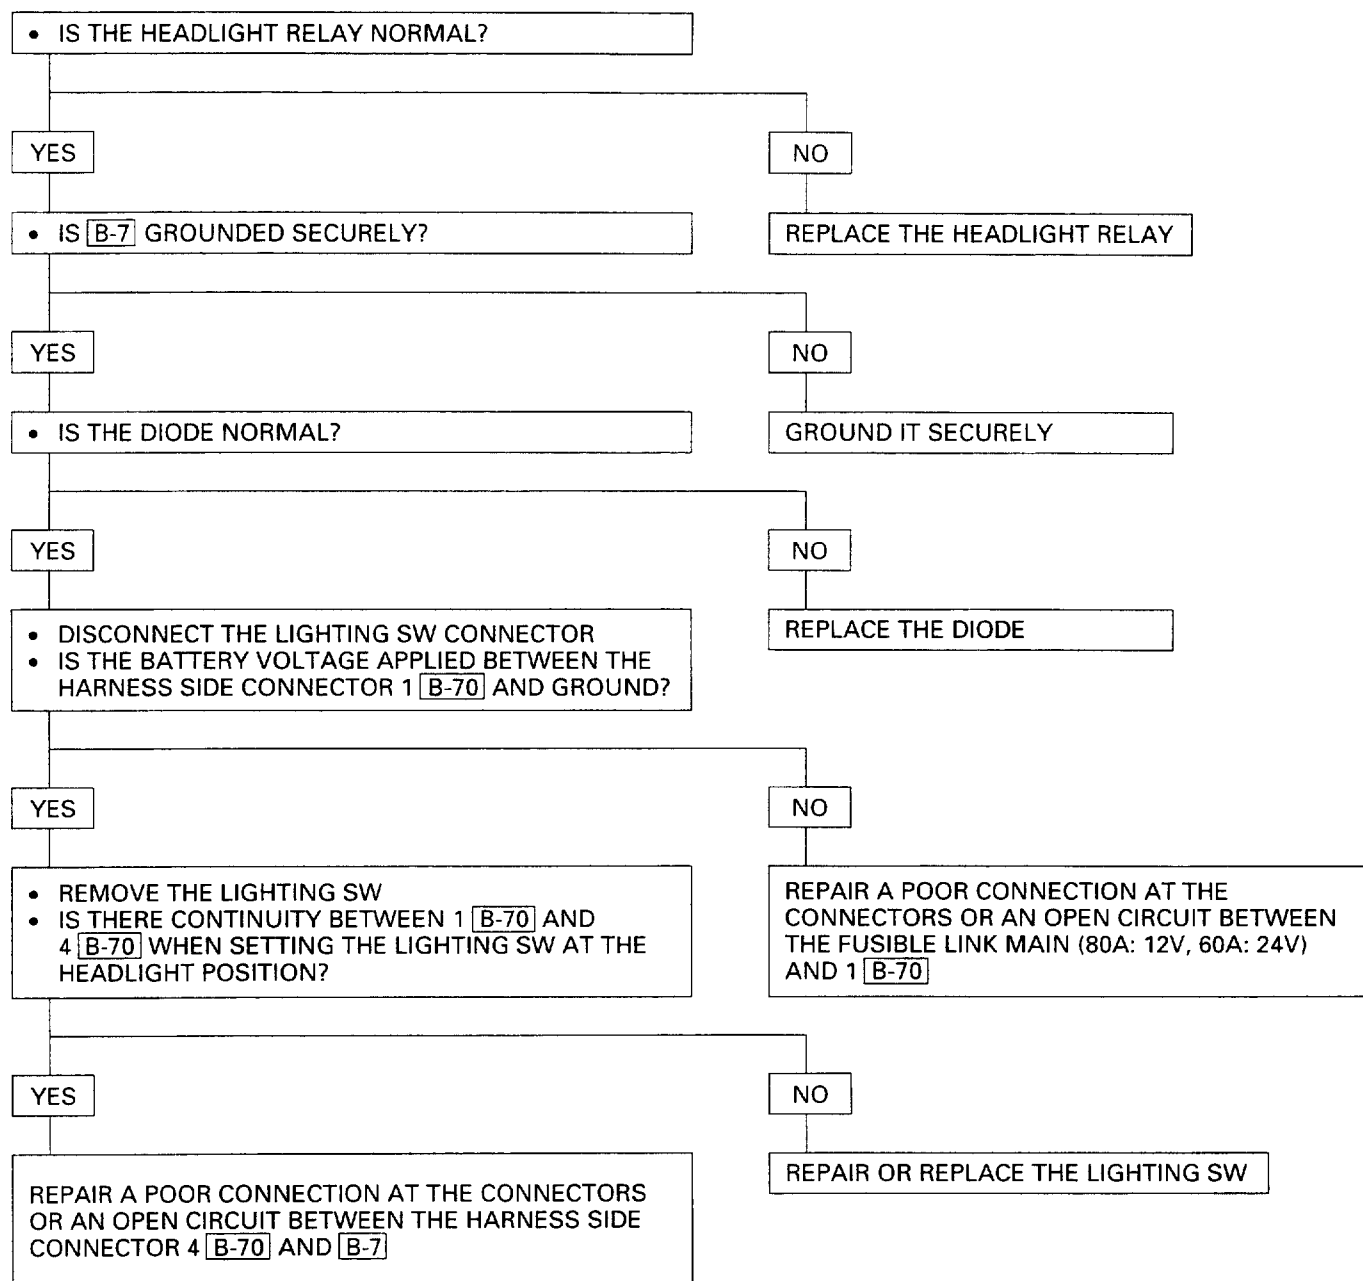 • IS THE HEADLIGHT RELAY NORMAL?
YES
NO
• IS B-7 GROUNDED SECURELY?
REPLACE THE HEADLIGHT RELAY
YES
NO
• IS THE DIODE NORMAL?
GROUND IT SECURELY
YES
NO
• DISCONNECT THE LIGHTING SW CONNECTOR
• IS THE BATTERY VOLTAGE APPLIED BETWEEN THE
HARNESS SIDE CONNECTOR 1 B-70 AND GROUND?
REPLACE THE DIODE
YES
NO
• REMOVE THE LIGHTING SW
• IS THERE CONTINUITY BETWEEN 1 B-70 AND
4 B-70 WHEN SETTING THE LIGHTING SW AT THE
HEADLIGHT POSITION?
REPAIR A POOR CONNECTION AT THE
CONNECTORS OR AN OPEN CIRCUIT BETWEEN
THE FUSIBLE LINK MAIN (80A: 12V, 60A: 24V)
AND 1 B-70
YES
NO
REPAIR A POOR CONNECTION AT THE CONNECTORS
OR AN OPEN CIRCUIT BETWEEN THE HARNESS SIDE
CONNECTOR 4 B-70 AND B-7
REPAIR OR REPLACE THE LIGHTING SW